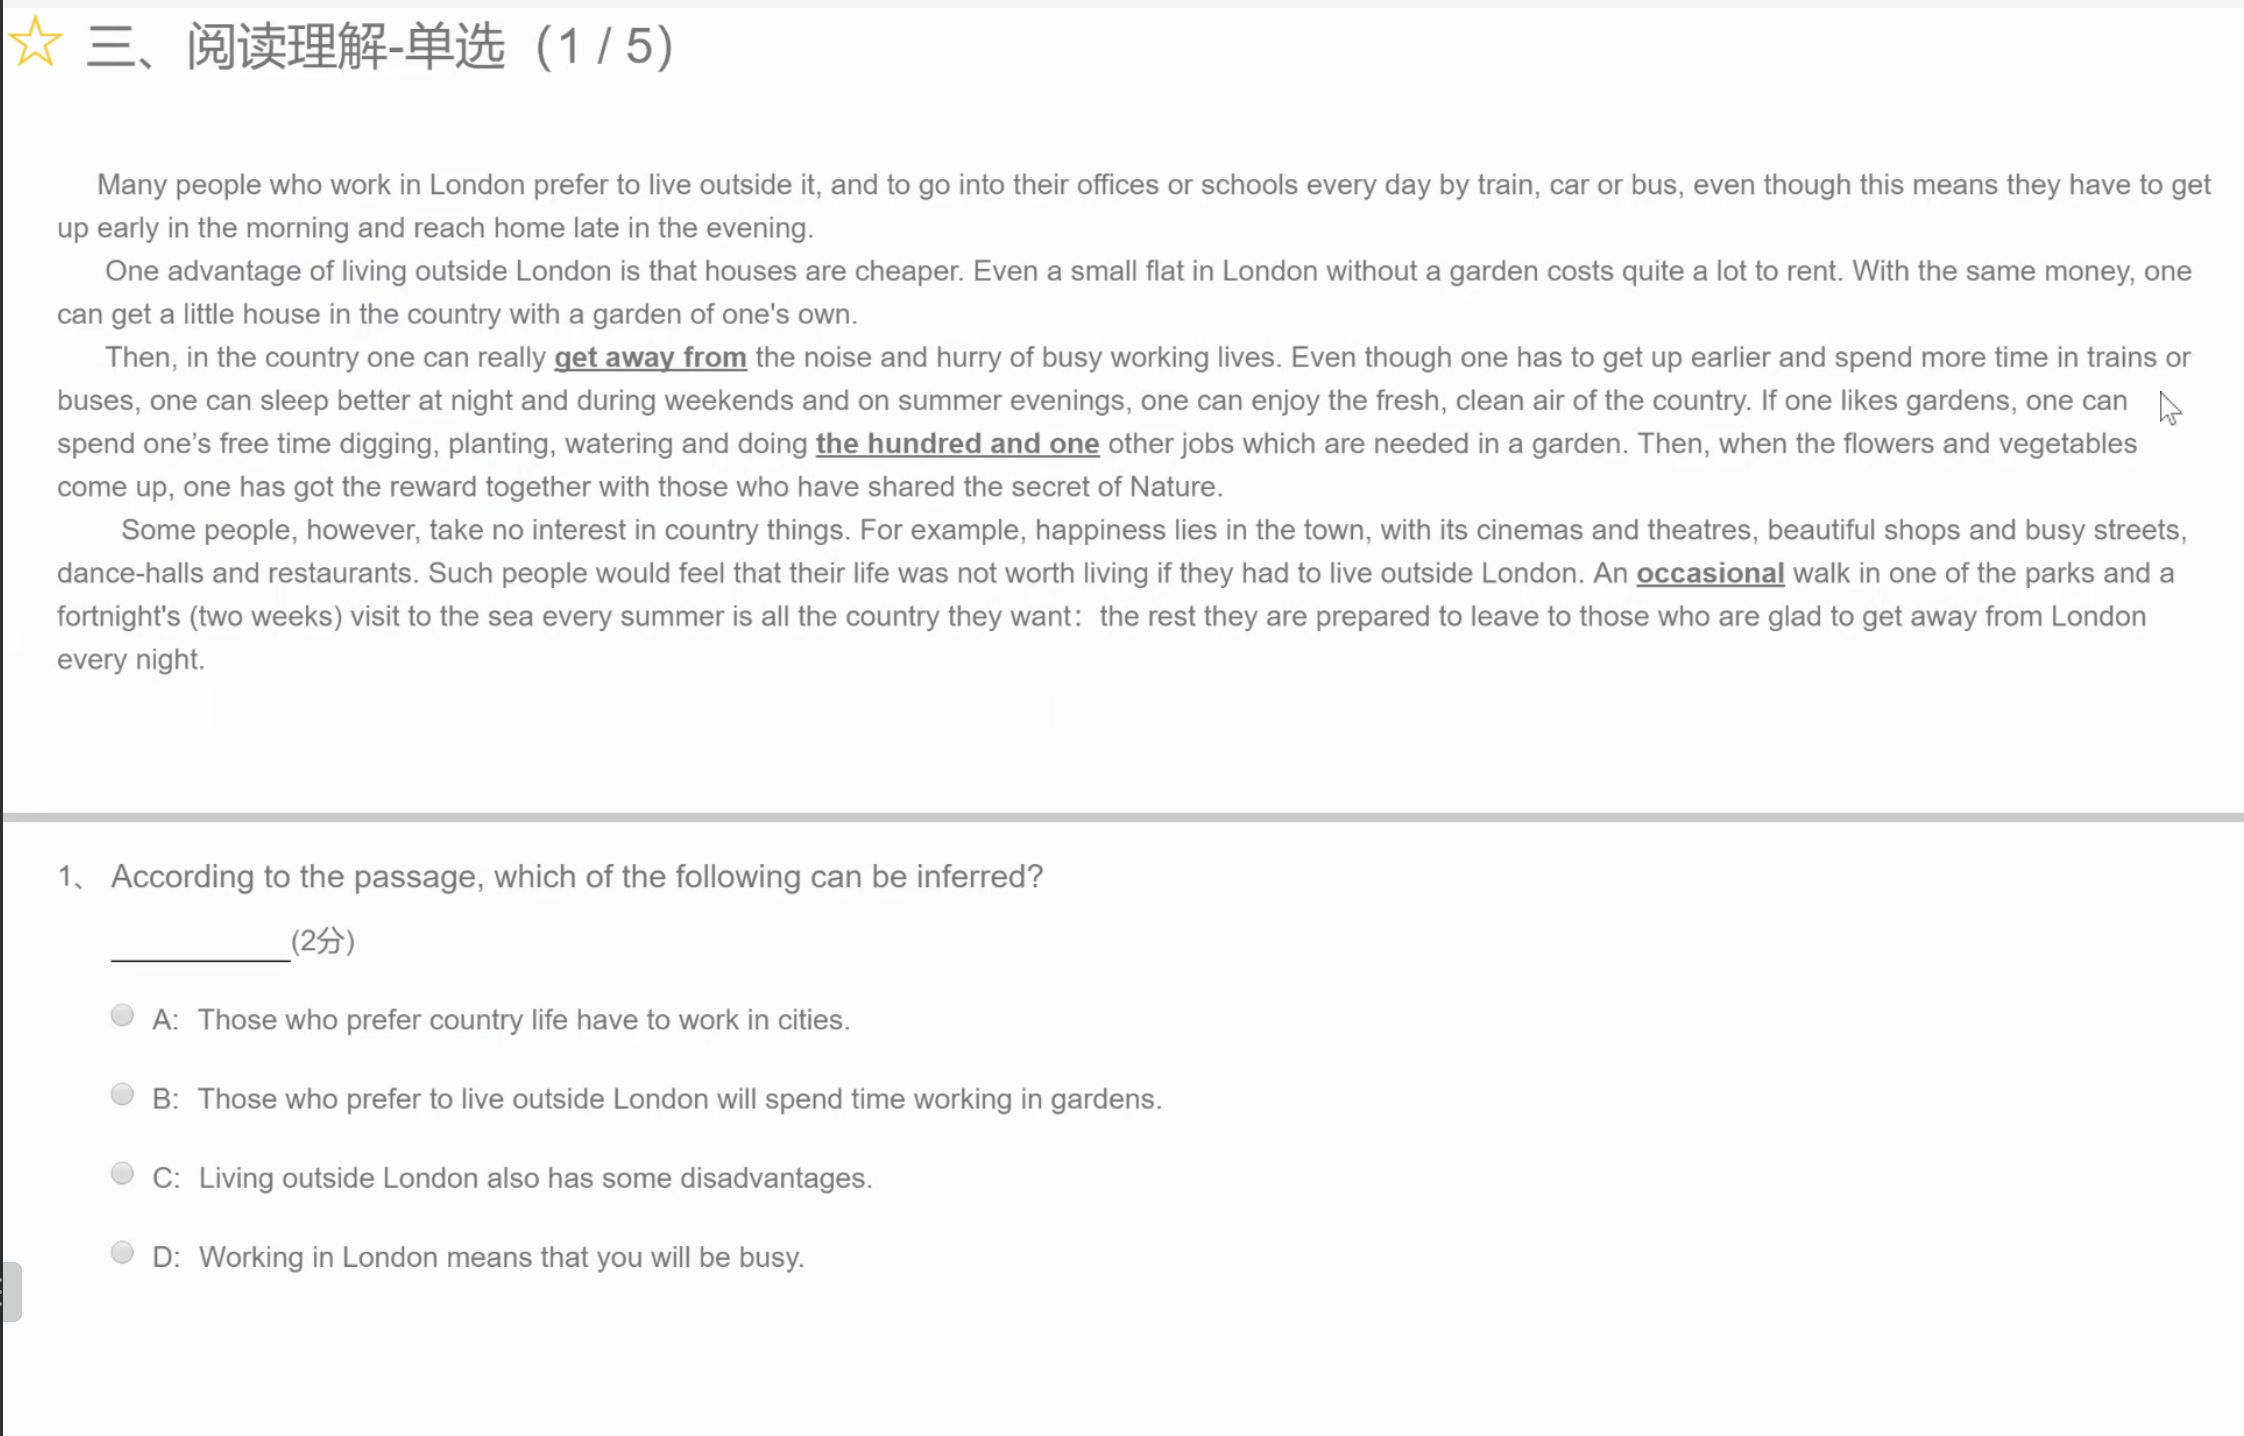 三、阅读理解-单选（1 / 5）
Many people who work in London prefer to live outside it, and to go into their offices or schools every day by train, car or bus, even though this means they have to get
up early in the morning and reach home late in the evening.
One advantage of living outside London is that houses are cheaper. Even a small flat in London without a garden costs quite a lot to rent. With the same money, one
can get a little house in the country with a garden of one's own.
Then, in the country one can really get away from the noise and hurry of busy working lives. Even though one has to get up earlier and spend more time in trains or
buses, one can sleep better at night and during weekends and on summer evenings, one can enjoy the fresh, clean air of the country. If one likes gardens, one can
spend one’s free time digging, planting, watering and doing the hundred and one other jobs which are needed in a garden. Then, when the flowers and vegetables
come up, one has got the reward together with those who have shared the secret of Nature.
Some people, however, take no interest in country things. For example, happiness lies in the town, with its cinemas and theatres, beautiful shops and busy streets,
dance-halls and restaurants. Such people would feel that their life was not worth living if they had to live outside London. An occasional walk in one of the parks and a
fortnight's (two weeks) visit to the sea every summer is all the country they want：the rest they are prepared to leave to those who are glad to get away from London
every night.
1、 According to the passage, which of the following can be inferred?
__________(2分)
A: Those who prefer country life have to work in cities.
B: Those who prefer to live outside London will spend time working in gardens.
C: Living outside London also has some disadvantages.
D: Working in London means that you will be busy.